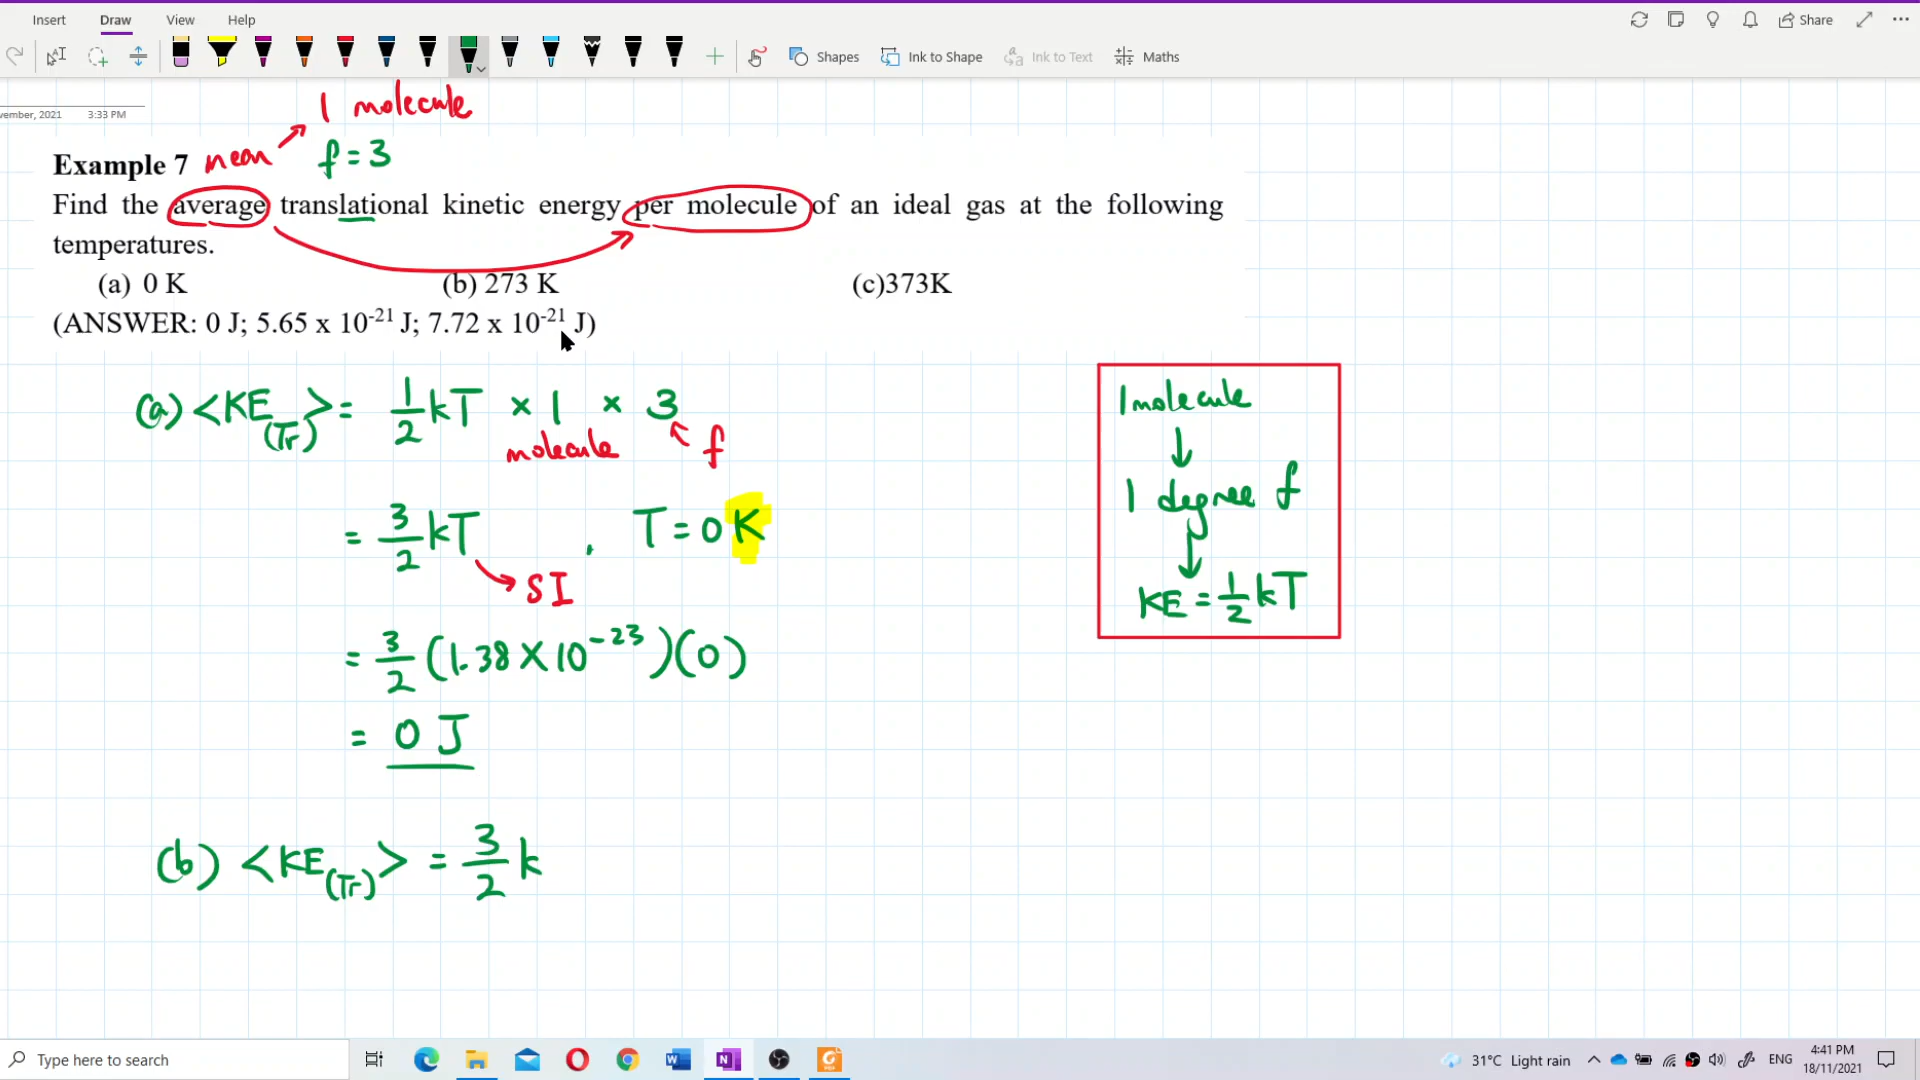 Insert Draw View Help
Share
Shapes Ink to Shape Ink to Text Maths
vember, 2021 3:33 PM
1 molecule
Example 7 mean f = 3
Find the average translational kinetic energy per molecule of an ideal gas at the following
temperatures.
(a) 0 K (b) 273 K (c)373K
(ANSWER: 0 J; 5.65 x 10⁻²¹ J; 7.72 x 10⁻²¹ J)
(a) <KE(Tr)> = 1/2 kT × 1 × 3
molecule f
= 3/2 kT , T = 0 K
SI
= 3/2 (1.38 × 10⁻²³)(0)
= 0 J
(b) <KE(Tr)> = 3/2 k
1 molecule
↓
1 degree f
↓
KE = 1/2 kT
Type here to search
31°C Light rain ENG 4:41 PM
18/11/2021